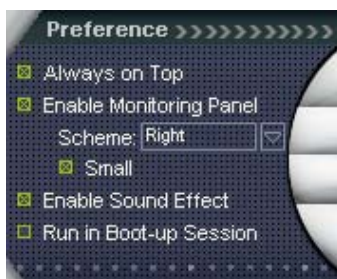 Preference >>>>>>>>>>>
Always on Top
Enable Monitoring Panel
Scheme: Right
Small
Enable Sound Effect
Run in Boot-up Session